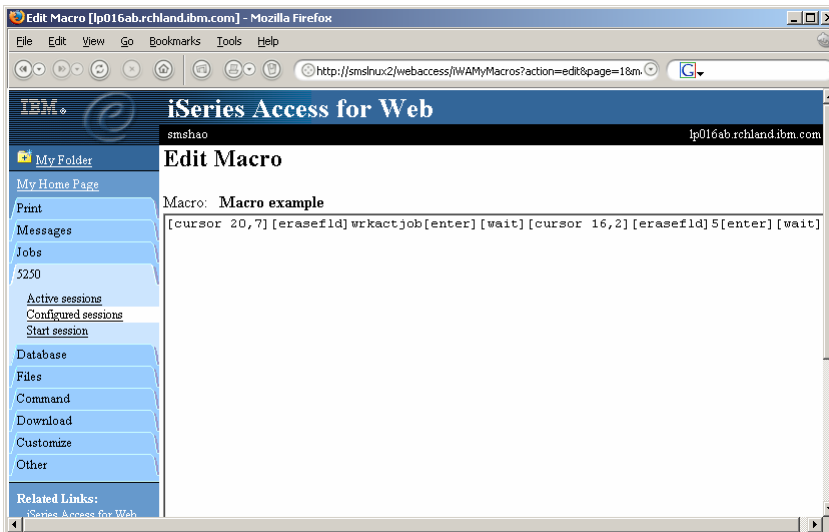 Edit Macro [lp016ab.rchland.ibm.com] - Mozilla Firefox
File Edit View Go Bookmarks Tools Help
http://smslnux2/webaccess/iWAMyMacros?action=edit&page=1&m
G
IBM
e
iSeries Access for Web
smshao lp016ab.rchland.ibm.com
My Folder
Edit Macro
My Home Page
Macro: Macro example
Print
[cursor 20,7][erasefld]wrkactjob[enter][wait][cursor 16,2][erasefld]5[enter][wait]
Messages
Jobs
5250
Active sessions
Configured sessions
Start session
Database
Files
Command
Download
Customize
Other
Related Links:
iSeries Access for Web